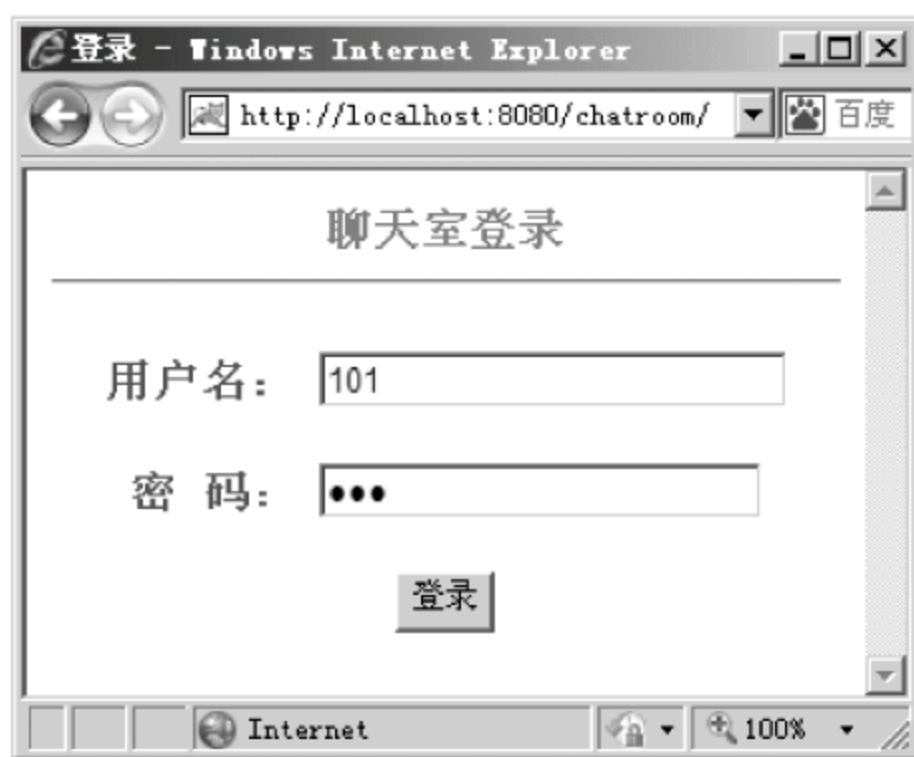 登录 - Windows Internet Explorer
http://localhost:8080/chatroom/ 百度
聊天室登录
用户名： 101
密 码： ●●●
登录
Internet 100%